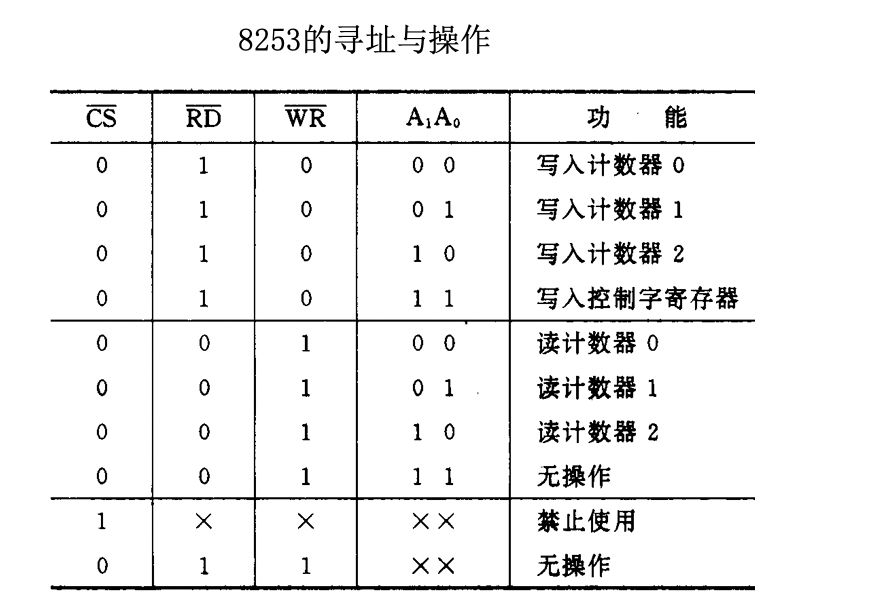 8253的寻址与操作
CS RD WR A₁A₀ 功 能
0 1 0 0 0 写入计数器 0
0 1 0 0 1 写入计数器 1
0 1 0 1 0 写入计数器 2
0 1 0 1 1 写入控制字寄存器
0 0 1 0 0 读计数器 0
0 0 1 0 1 读计数器 1
0 0 1 1 0 读计数器 2
0 0 1 1 1 无操作
1 × × ×× 禁止使用
0 1 1 ×× 无操作